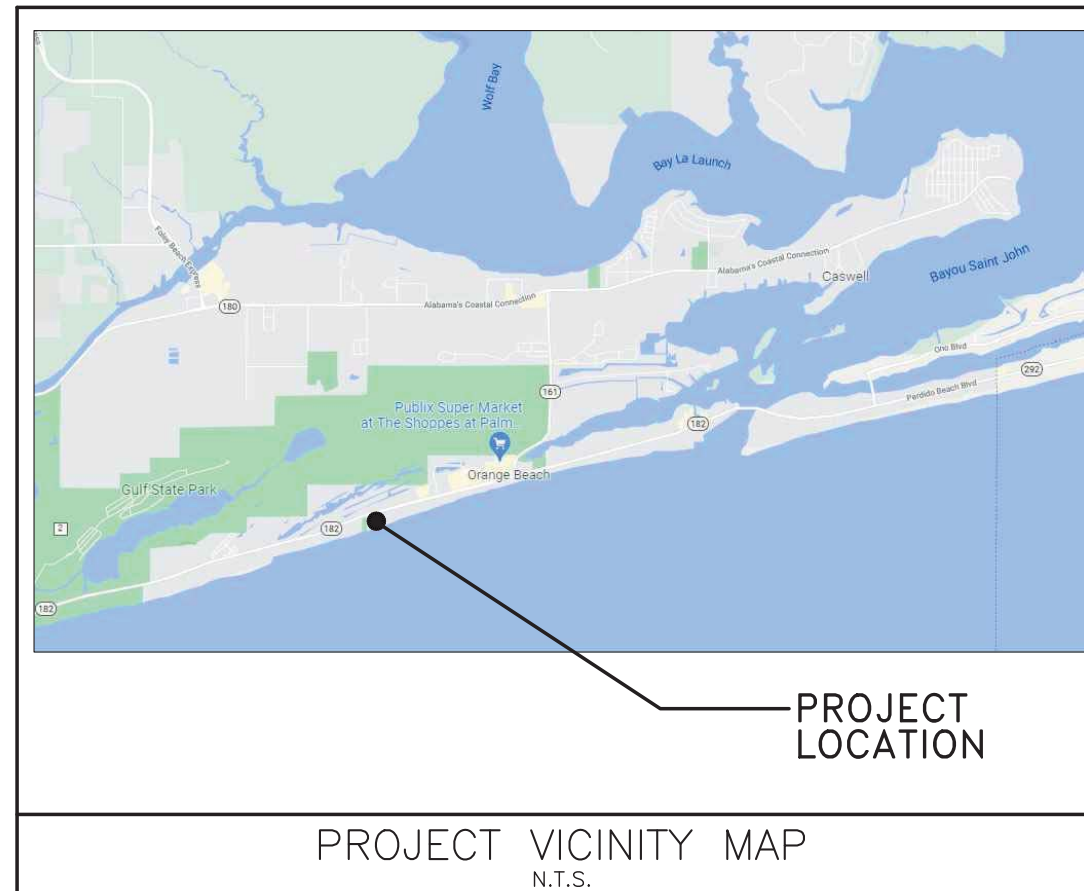 Wolf Bay
Bay La Launch
Bayou Saint John
Caswell
Alabama's Coastal Connection
Foley Beach Express
180
Alabama's Coastal Connection
Ono Blvd
292
Perdido Beach Blvd
161
Publix Super Market
at The Shoppes at Palm...
182
Orange Beach
Gulf State Park
2
182
182
PROJECT
LOCATION
PROJECT VICINITY MAP
N.T.S.